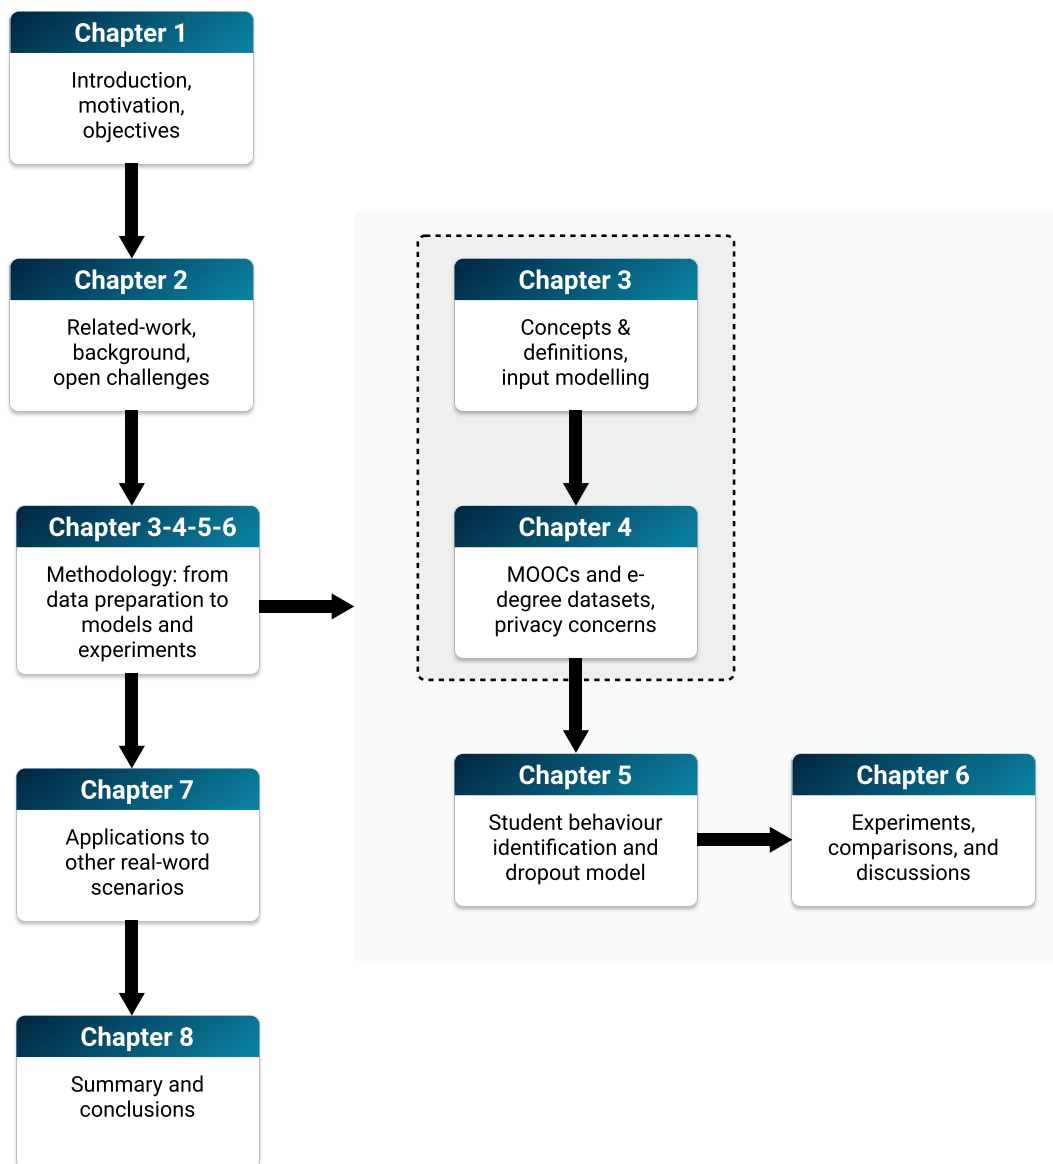 Chapter 1
Introduction,
motivation,
objectives
Chapter 2
Related-work,
background,
open challenges
Chapter 3-4-5-6
Methodology: from
data preparation to
models and
experiments
Chapter 7
Applications to
other real-word
scenarios
Chapter 8
Summary and
conclusions
Chapter 3
Concepts &
definitions,
input modelling
Chapter 4
MOOCs and e-
degree datasets,
privacy concerns
Chapter 5
Student behaviour
identification and
dropout model
Chapter 6
Experiments,
comparisons, and
discussions